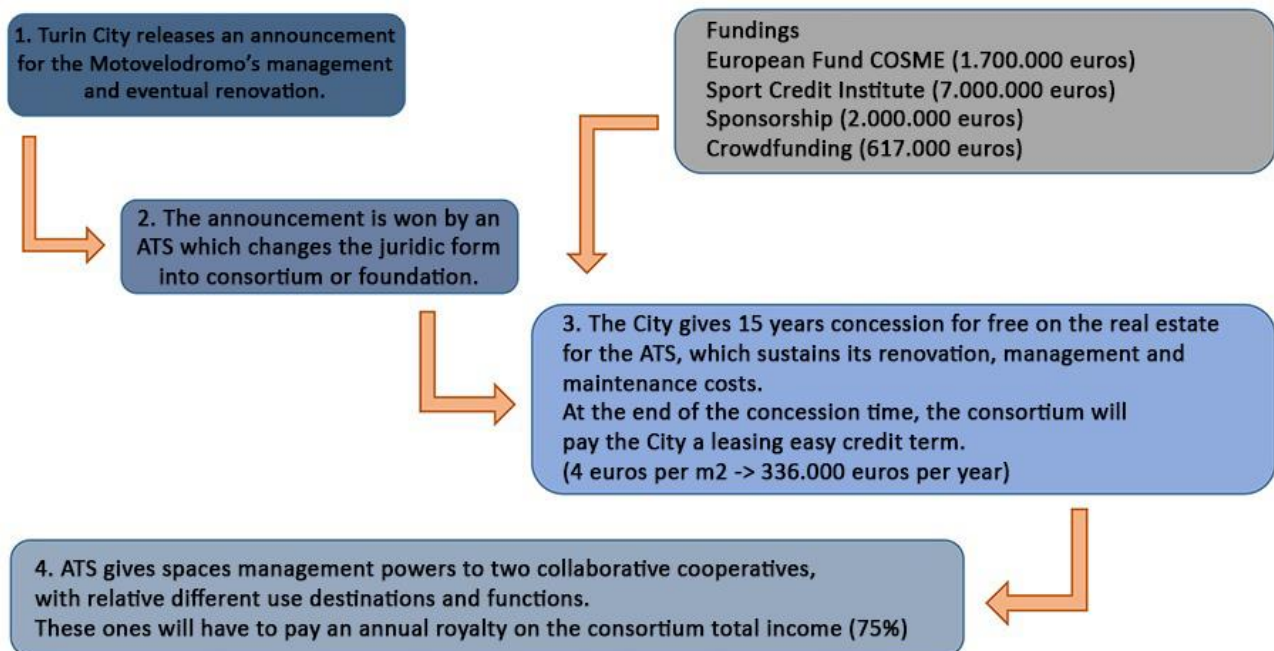 1. Turin City releases an announcement
for the Motovelodromo's management
and eventual renovation.
Fundings
European Fund COSME (1.700.000 euros)
Sport Credit Institute (7.000.000 euros)
Sponsorship (2.000.000 euros)
Crowdfunding (617.000 euros)
2. The announcement is won by an
ATS which changes the juridic form
into consortium or foundation.
3. The City gives 15 years concession for free on the real estate
for the ATS, which sustains its renovation, management and
maintenance costs.
At the end of the concession time, the consortium will
pay the City a leasing easy credit term.
(4 euros per m2 -> 336.000 euros per year)
4. ATS gives spaces management powers to two collaborative cooperatives,
with relative different use destinations and functions.
These ones will have to pay an annual royalty on the consortium total income (75%)